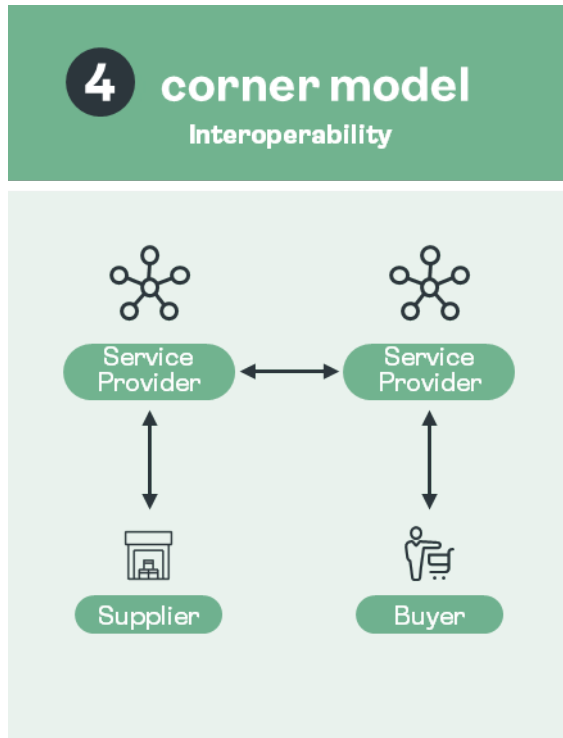 4 corner model
Interoperability
Service
Provider
Service
Provider
Supplier
Buyer